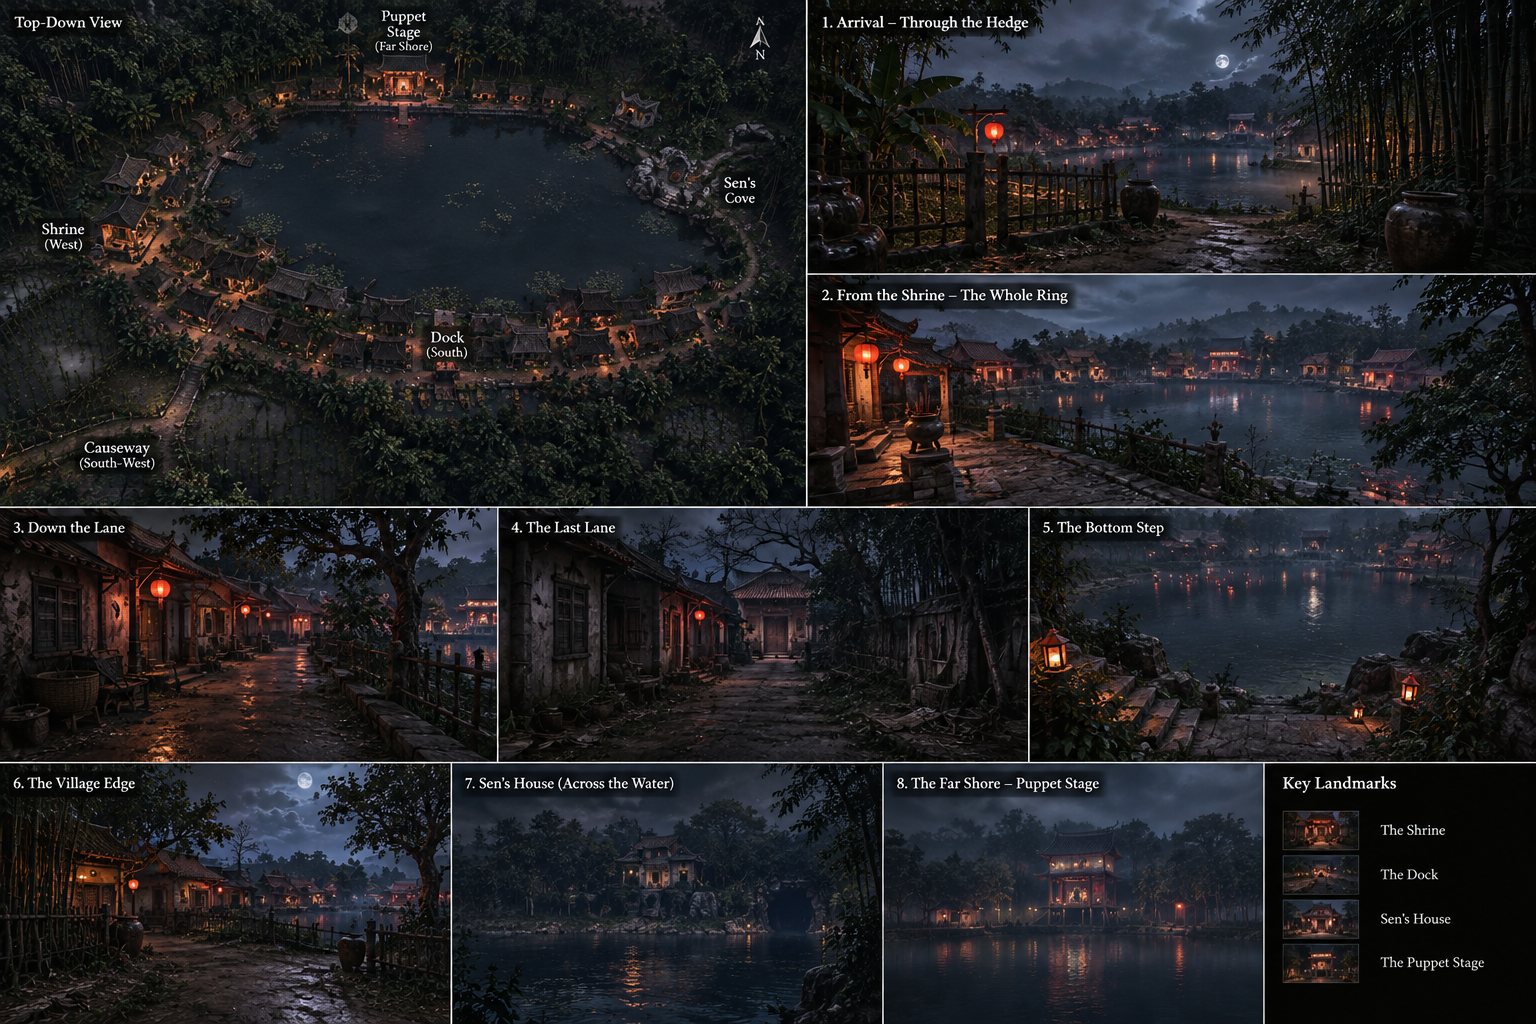 Top-Down View
Puppet
Stage
(Far Shore)
N
N
Sen's
Cove
Shrine
(West)
Dock
(South)
Causeway
(South-West)
1. Arrival – Through the Hedge
2. From the Shrine – The Whole Ring
3. Down the Lane
4. The Last Lane
5. The Bottom Step
6. The Village Edge
7. Sen's House (Across the Water)
8. The Far Shore – Puppet Stage
Key Landmarks
The Shrine
The Dock
Sen's House
The Puppet Stage